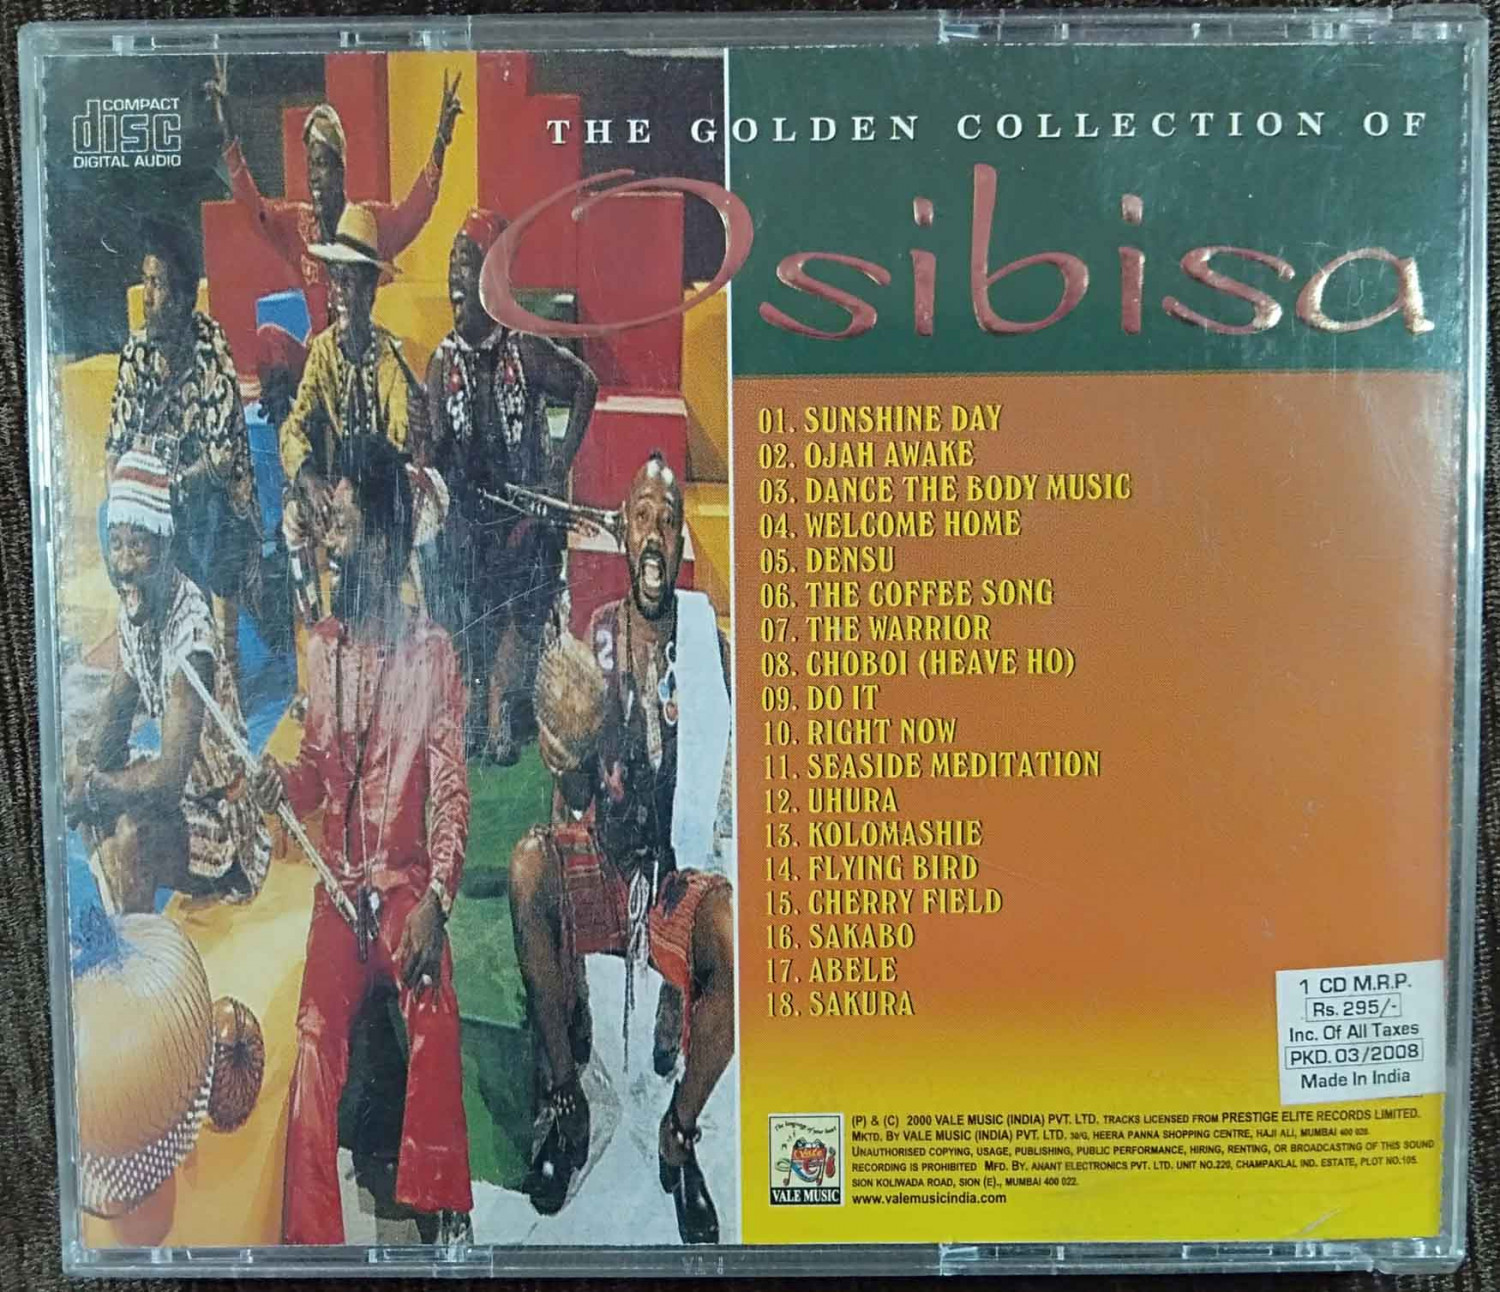 COMPACT
disc
DIGITAL AUDIO
THE GOLDEN COLLECTION OF
Osibisa
01. SUNSHINE DAY
02. OJAH AWAKE
03. DANCE THE BODY MUSIC
04. WELCOME HOME
05. DENSU
06. THE COFFEE SONG
07. THE WARRIOR
08. CHOBOI (HEAVE HO)
09. DO IT
10. RIGHT NOW
11. SEASIDE MEDITATION
12. UHURA
13. KOLOMASHIE
14. FLYING BIRD
15. CHERRY FIELD
16. SAKABO
17. ABELE
18. SAKURA
1 CD M.R.P.
Rs. 295/-
Inc. Of All Taxes
PKD. 03/2008
Made In India
VALE MUSIC
(P) & (C) 2000 VALE MUSIC (INDIA) PVT. LTD. TRACKS LICENSED FROM PRESTIGE ELITE RECORDS LIMITED.
MKTD. BY VALE MUSIC (INDIA) PVT. LTD. 30/G, HEERA PANNA SHOPPING CENTRE, HAJI ALI, MUMBAI 400 026.
UNAUTHORISED COPYING, USAGE, PUBLISHING, PUBLIC PERFORMANCE, HIRING, RENTING, OR BROADCASTING OF THIS SOUND
RECORDING IS PROHIBITED MFD. BY. ANANT ELECTRONICS PVT. LTD. UNIT NO.220, CHAMPAKLAL IND. ESTATE, PLOT NO.105.
SION KOLIWADA ROAD, SION (E)., MUMBAI 400 022.
www.valemusicindia.com